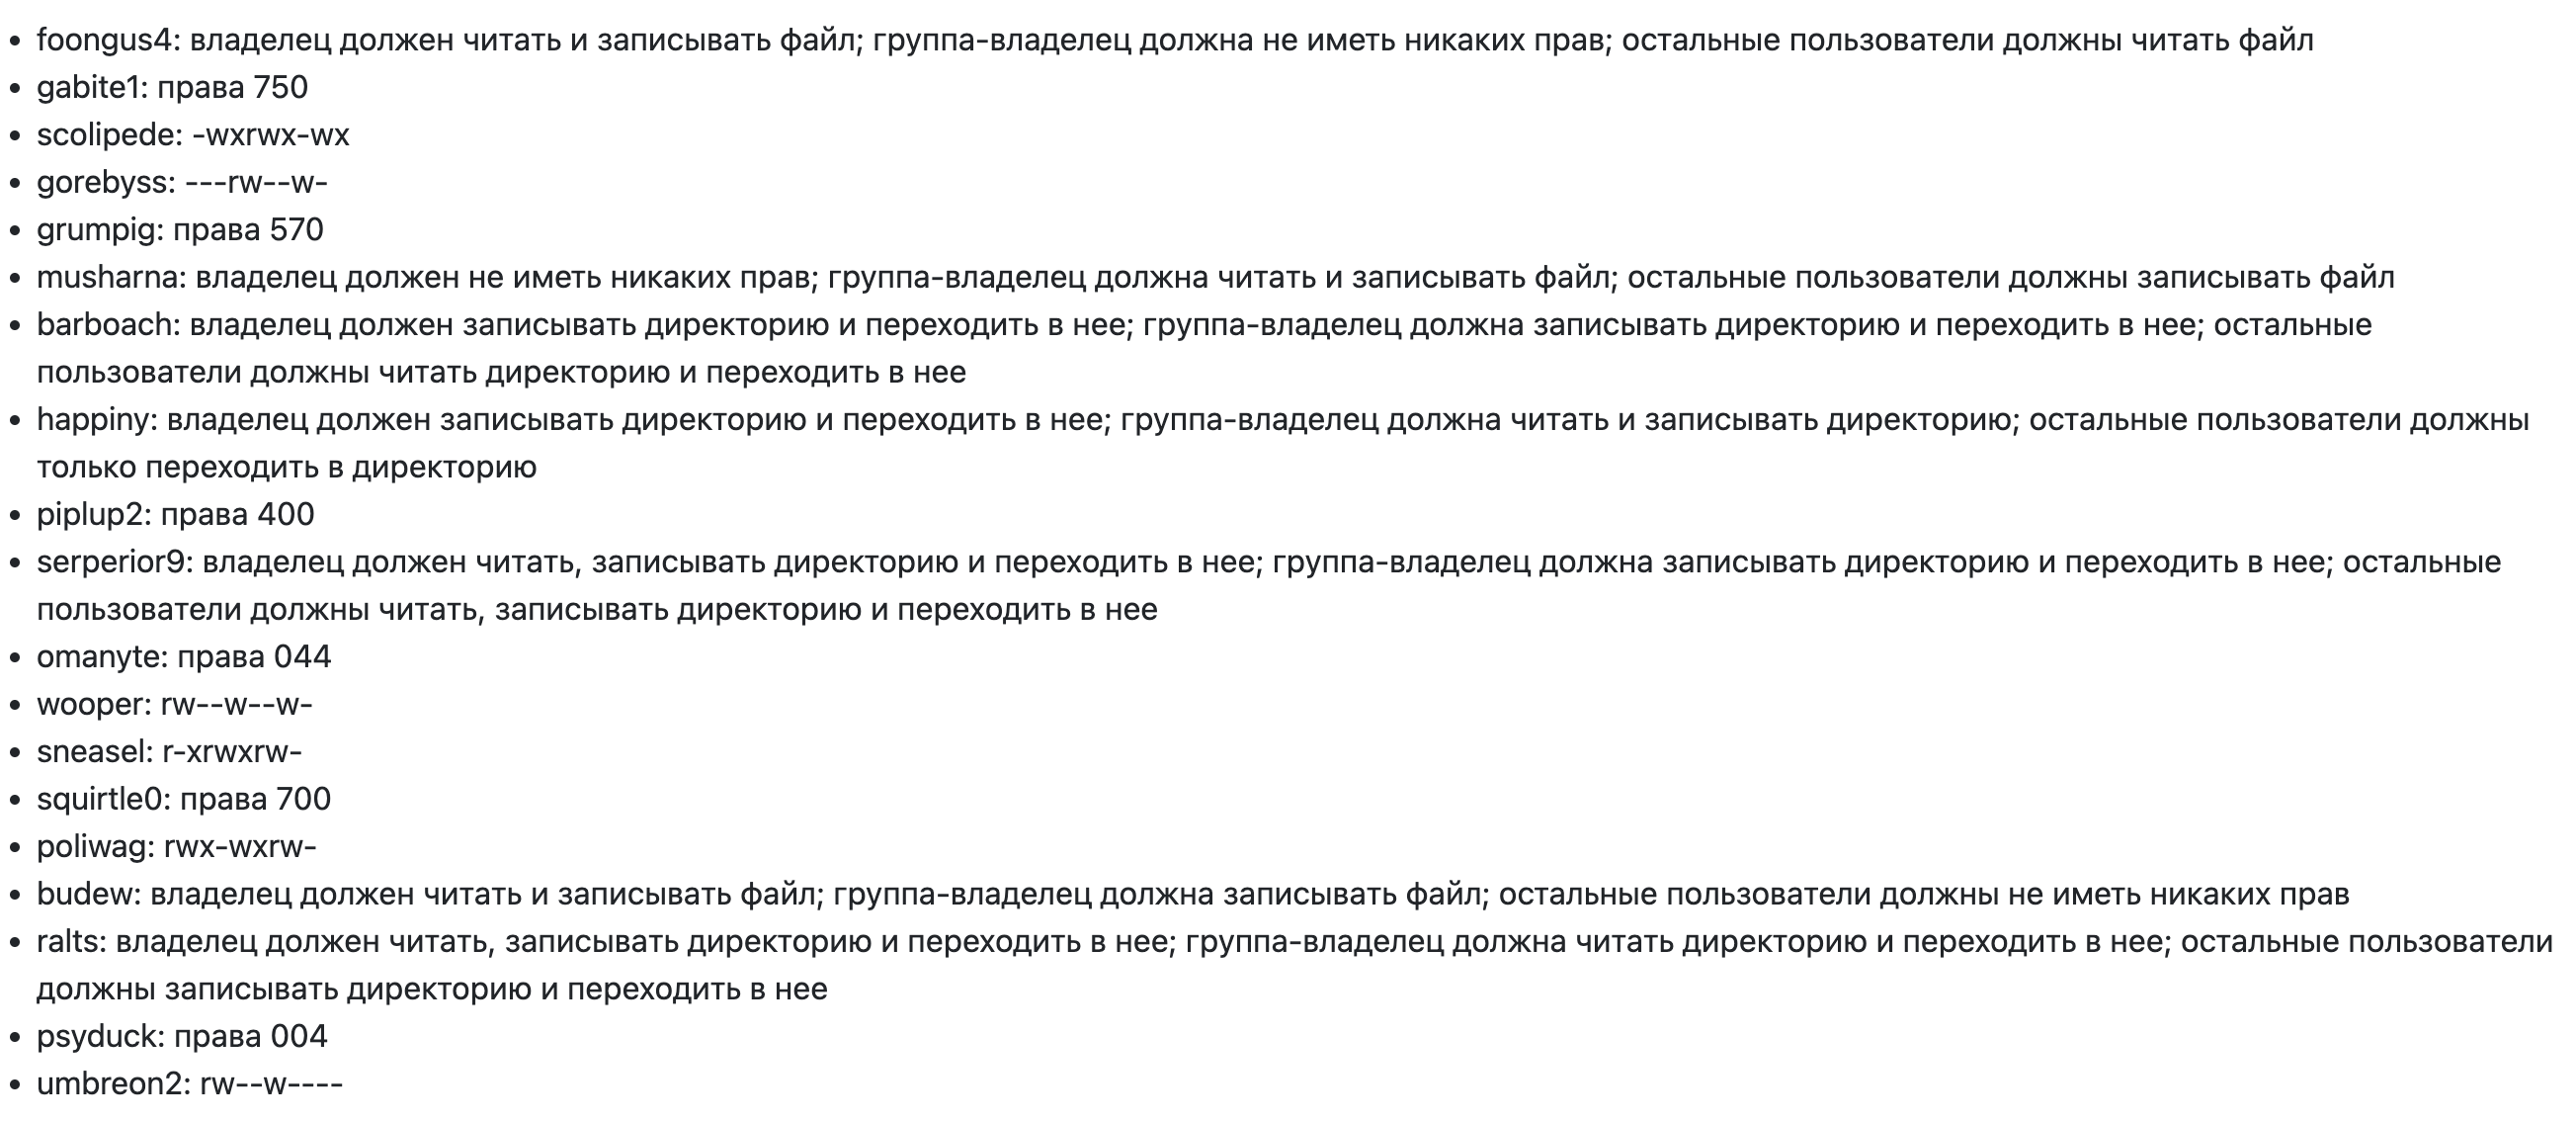 • foongus4: владелец должен читать и записывать файл; группа-владелец должна не иметь никаких прав; остальные пользователи должны читать файл
• gabite1: права 750
• scolipede: -wxrwx-wx
• gorebyss: ---rw--w-
• grumpig: права 570
• musharna: владелец должен не иметь никаких прав; группа-владелец должна читать и записывать файл; остальные пользователи должны записывать файл
• barboach: владелец должен записывать директорию и переходить в нее; группа-владелец должна записывать директорию и переходить в нее; остальные
пользователи должны читать директорию и переходить в нее
• happiny: владелец должен записывать директорию и переходить в нее; группа-владелец должна читать и записывать директорию; остальные пользователи должны
только переходить в директорию
• piplup2: права 400
• serperior9: владелец должен читать, записывать директорию и переходить в нее; группа-владелец должна записывать директорию и переходить в нее; остальные
пользователи должны читать, записывать директорию и переходить в нее
• omanyte: права 044
• wooper: rw--w--w-
• sneasel: r-xrwxrw-
• squirtle0: права 700
• poliwag: rwx-wxrw-
• budew: владелец должен читать и записывать файл; группа-владелец должна записывать файл; остальные пользователи должны не иметь никаких прав
• ralts: владелец должен читать, записывать директорию и переходить в нее; группа-владелец должна читать директорию и переходить в нее; остальные пользователи
должны записывать директорию и переходить в нее
• psyduck: права 004
• umbreon2: rw--w----